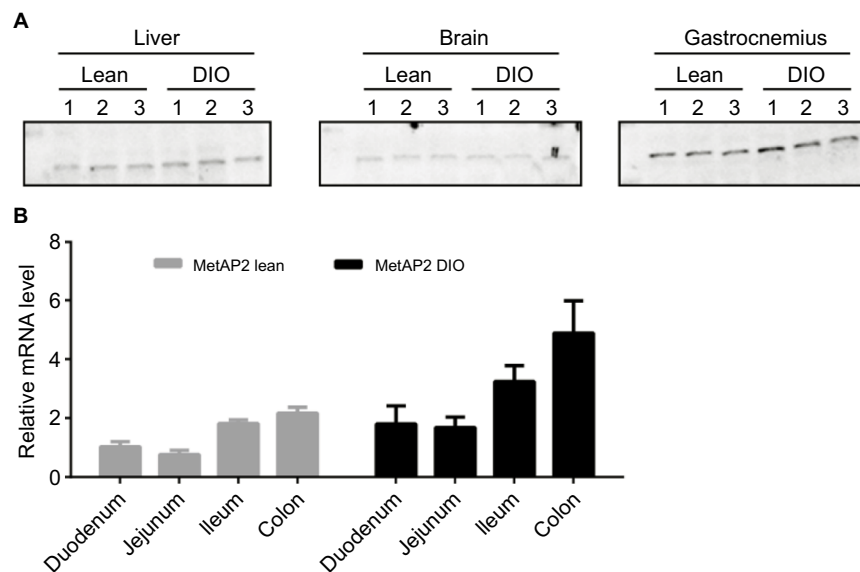 A
Liver Brain Gastrocnemius
Lean DIO Lean DIO Lean DIO
1 2 3 1 2 3 1 2 3 1 2 3 1 2 3 1 2 3
B
Relative mRNA level
8
6
4
2
0
MetAP2 lean MetAP2 DIO
Duodenum Jejunum Ileum Colon Duodenum Jejunum Ileum Colon